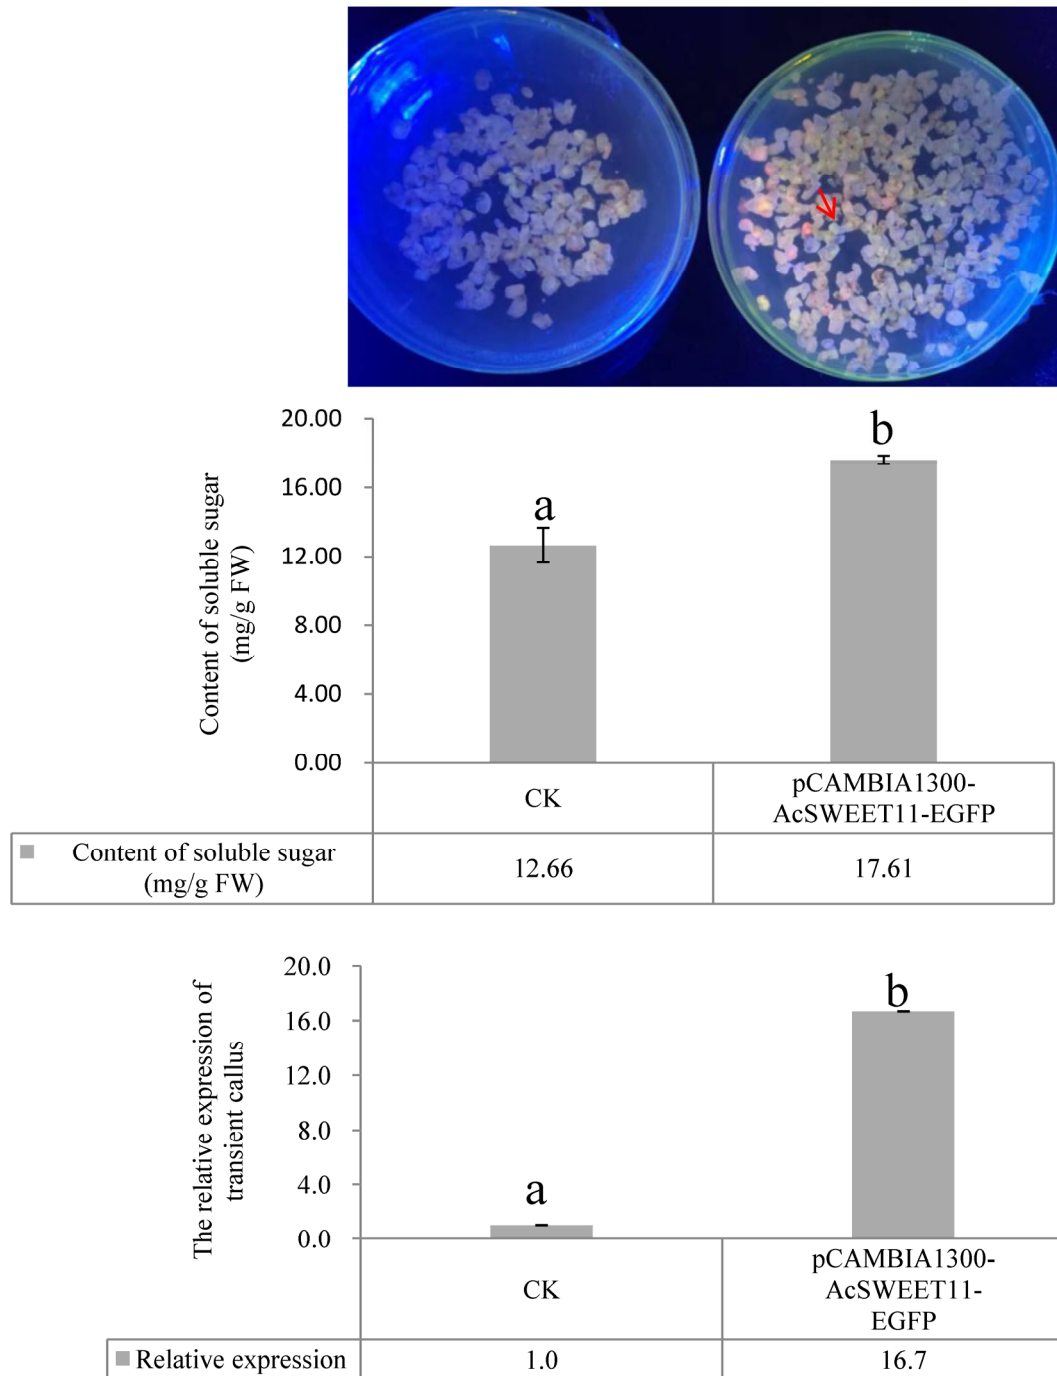 20.00
16.00
12.00
8.00
4.00
0.00
Content of soluble sugar
(mg/g FW)
a
b
CK
pCAMBIA1300-
AcSWEET11-EGFP
Content of soluble sugar
(mg/g FW)
12.66
17.61
20.0
16.0
12.0
8.0
4.0
0.0
The relative expression of
transient callus
a
b
CK
pCAMBIA1300-
AcSWEET11-
EGFP
Relative expression
1.0
16.7